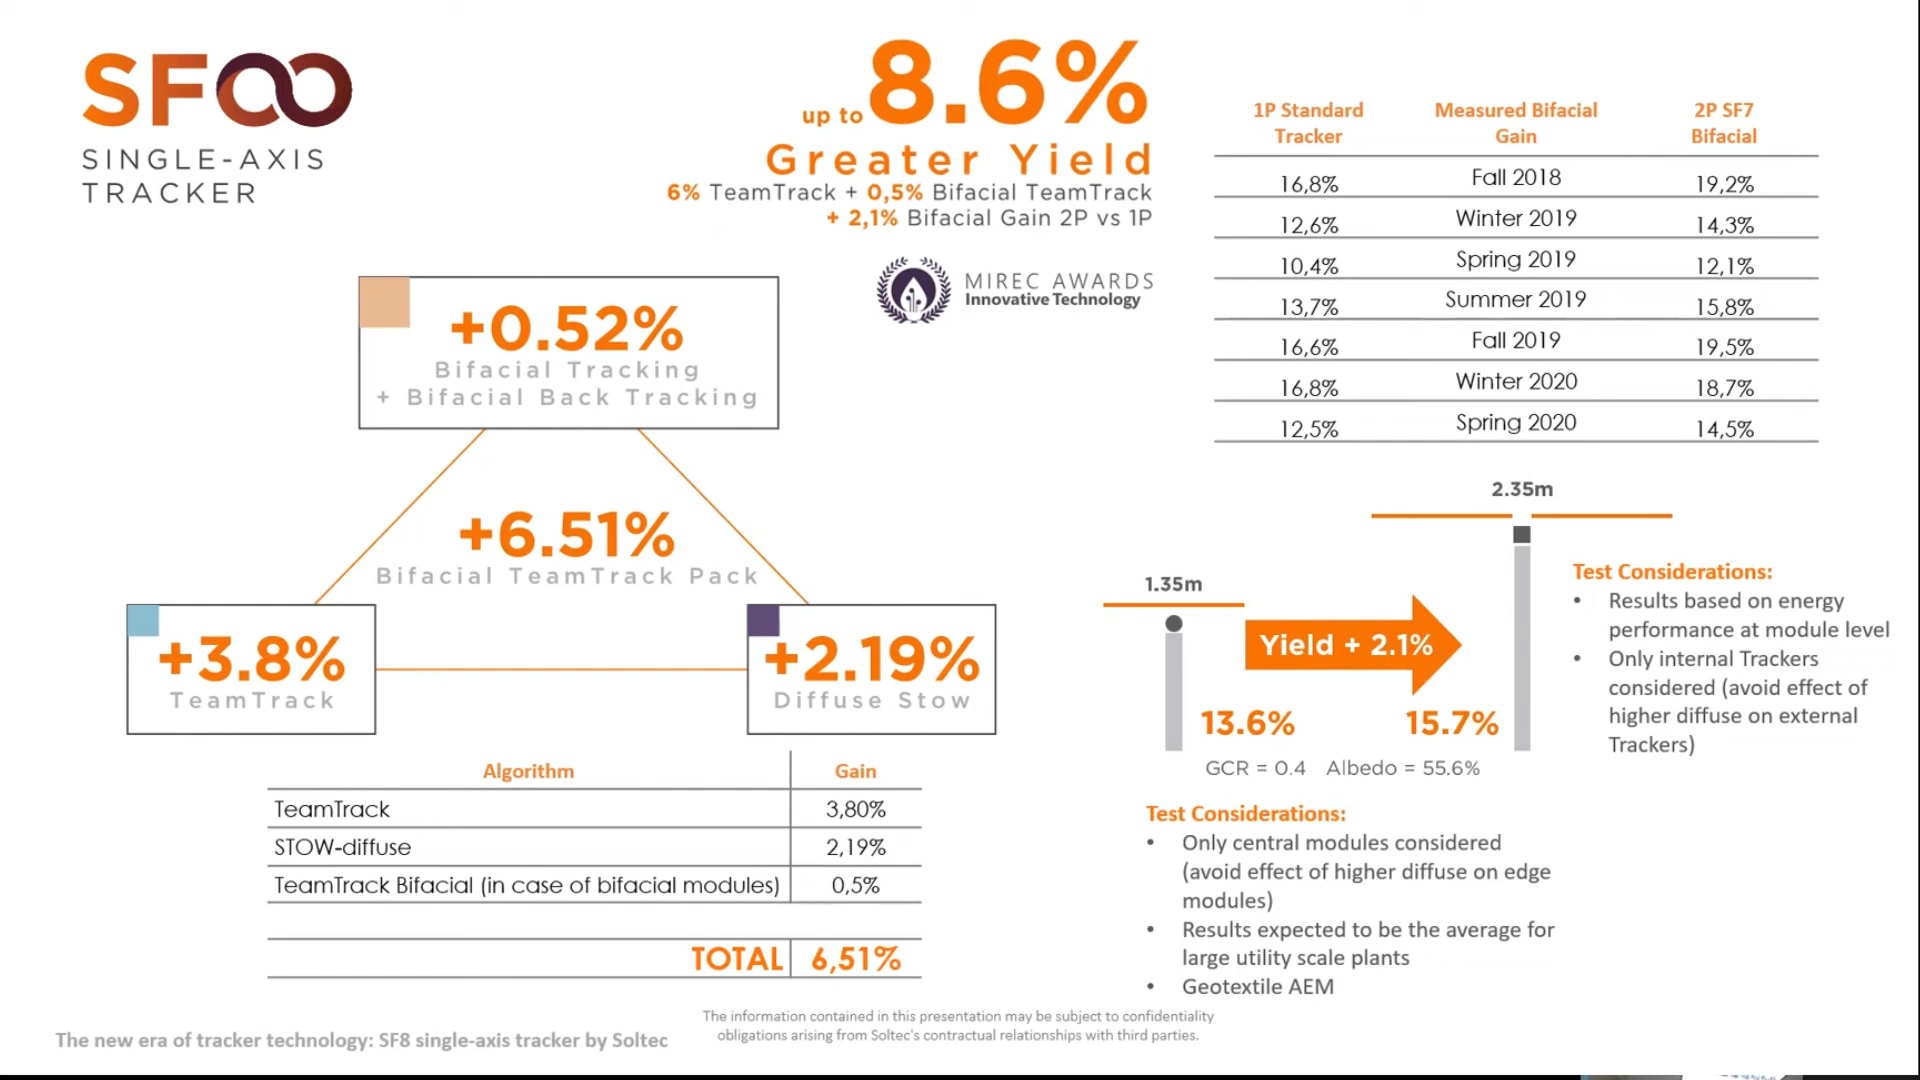 SF∞
SINGLE-AXIS
TRACKER
up to 8.6%
Greater Yield
6% TeamTrack + 0,5% Bifacial TeamTrack
+ 2,1% Bifacial Gain 2P vs 1P
MIREC AWARDS
Innovative Technology
1P Standard Tracker Measured Bifacial Gain 2P SF7 Bifacial
16,8% Fall 2018 19,2%
12,6% Winter 2019 14,3%
10,4% Spring 2019 12,1%
13,7% Summer 2019 15,8%
16,6% Fall 2019 19,5%
16,8% Winter 2020 18,7%
12,5% Spring 2020 14,5%
+0.52%
Bifacial Tracking
+ Bifacial Back Tracking
+6.51%
Bifacial TeamTrack Pack
+3.8%
TeamTrack
+2.19%
Diffuse Stow
Algorithm Gain
TeamTrack 3,80%
STOW-diffuse 2,19%
TeamTrack Bifacial (in case of bifacial modules) 0,5%
TOTAL 6,51%
2.35m
1.35m
Yield + 2.1%
13.6% 15.7%
GCR = 0.4 Albedo = 55.6%
Test Considerations:
• Results based on energy
performance at module level
• Only internal Trackers
considered (avoid effect of
higher diffuse on external
Trackers)
Test Considerations:
• Only central modules considered
(avoid effect of higher diffuse on edge
modules)
• Results expected to be the average for
large utility scale plants
• Geotextile AEM
The information contained in this presentation may be subject to confidentiality
obligations arising from Soltec's contractual relationships with third parties.
The new era of tracker technology: SF8 single-axis tracker by Soltec